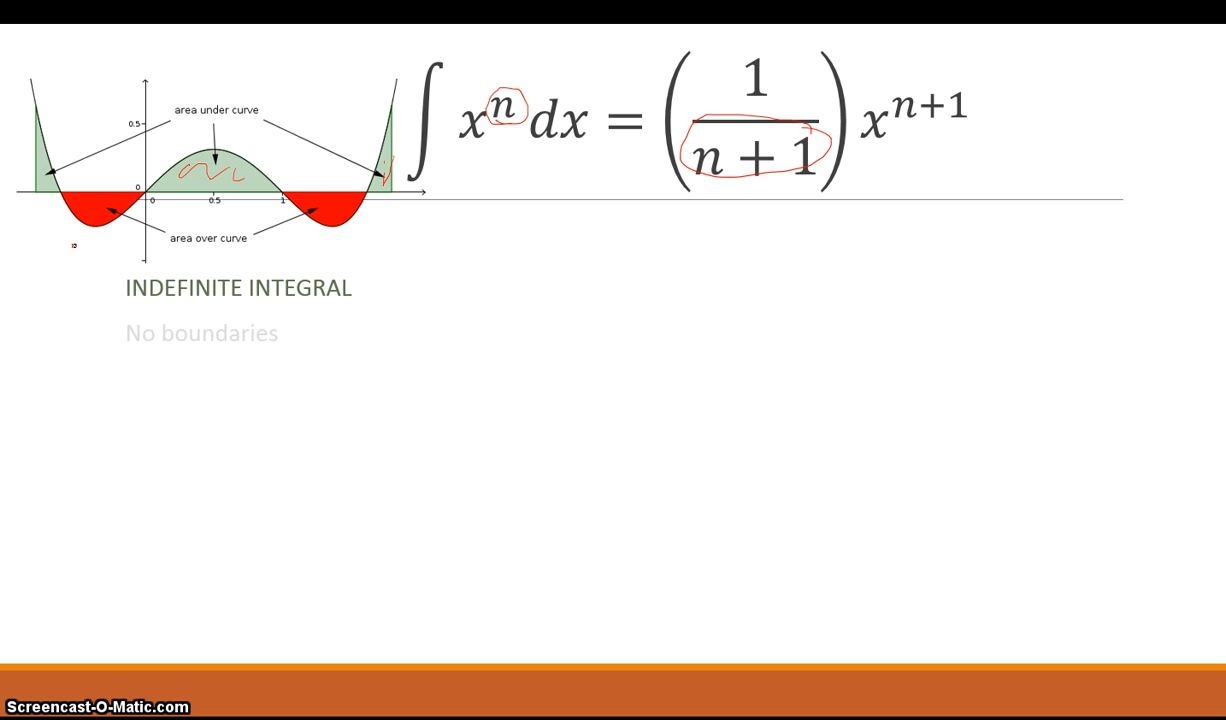 ∫ xⁿ dx = (1/(n + 1)) xⁿ⁺¹
area under curve
0.5
0
0 0.5 1
area over curve
INDEFINITE INTEGRAL
No boundaries
Screencast-O-Matic.com